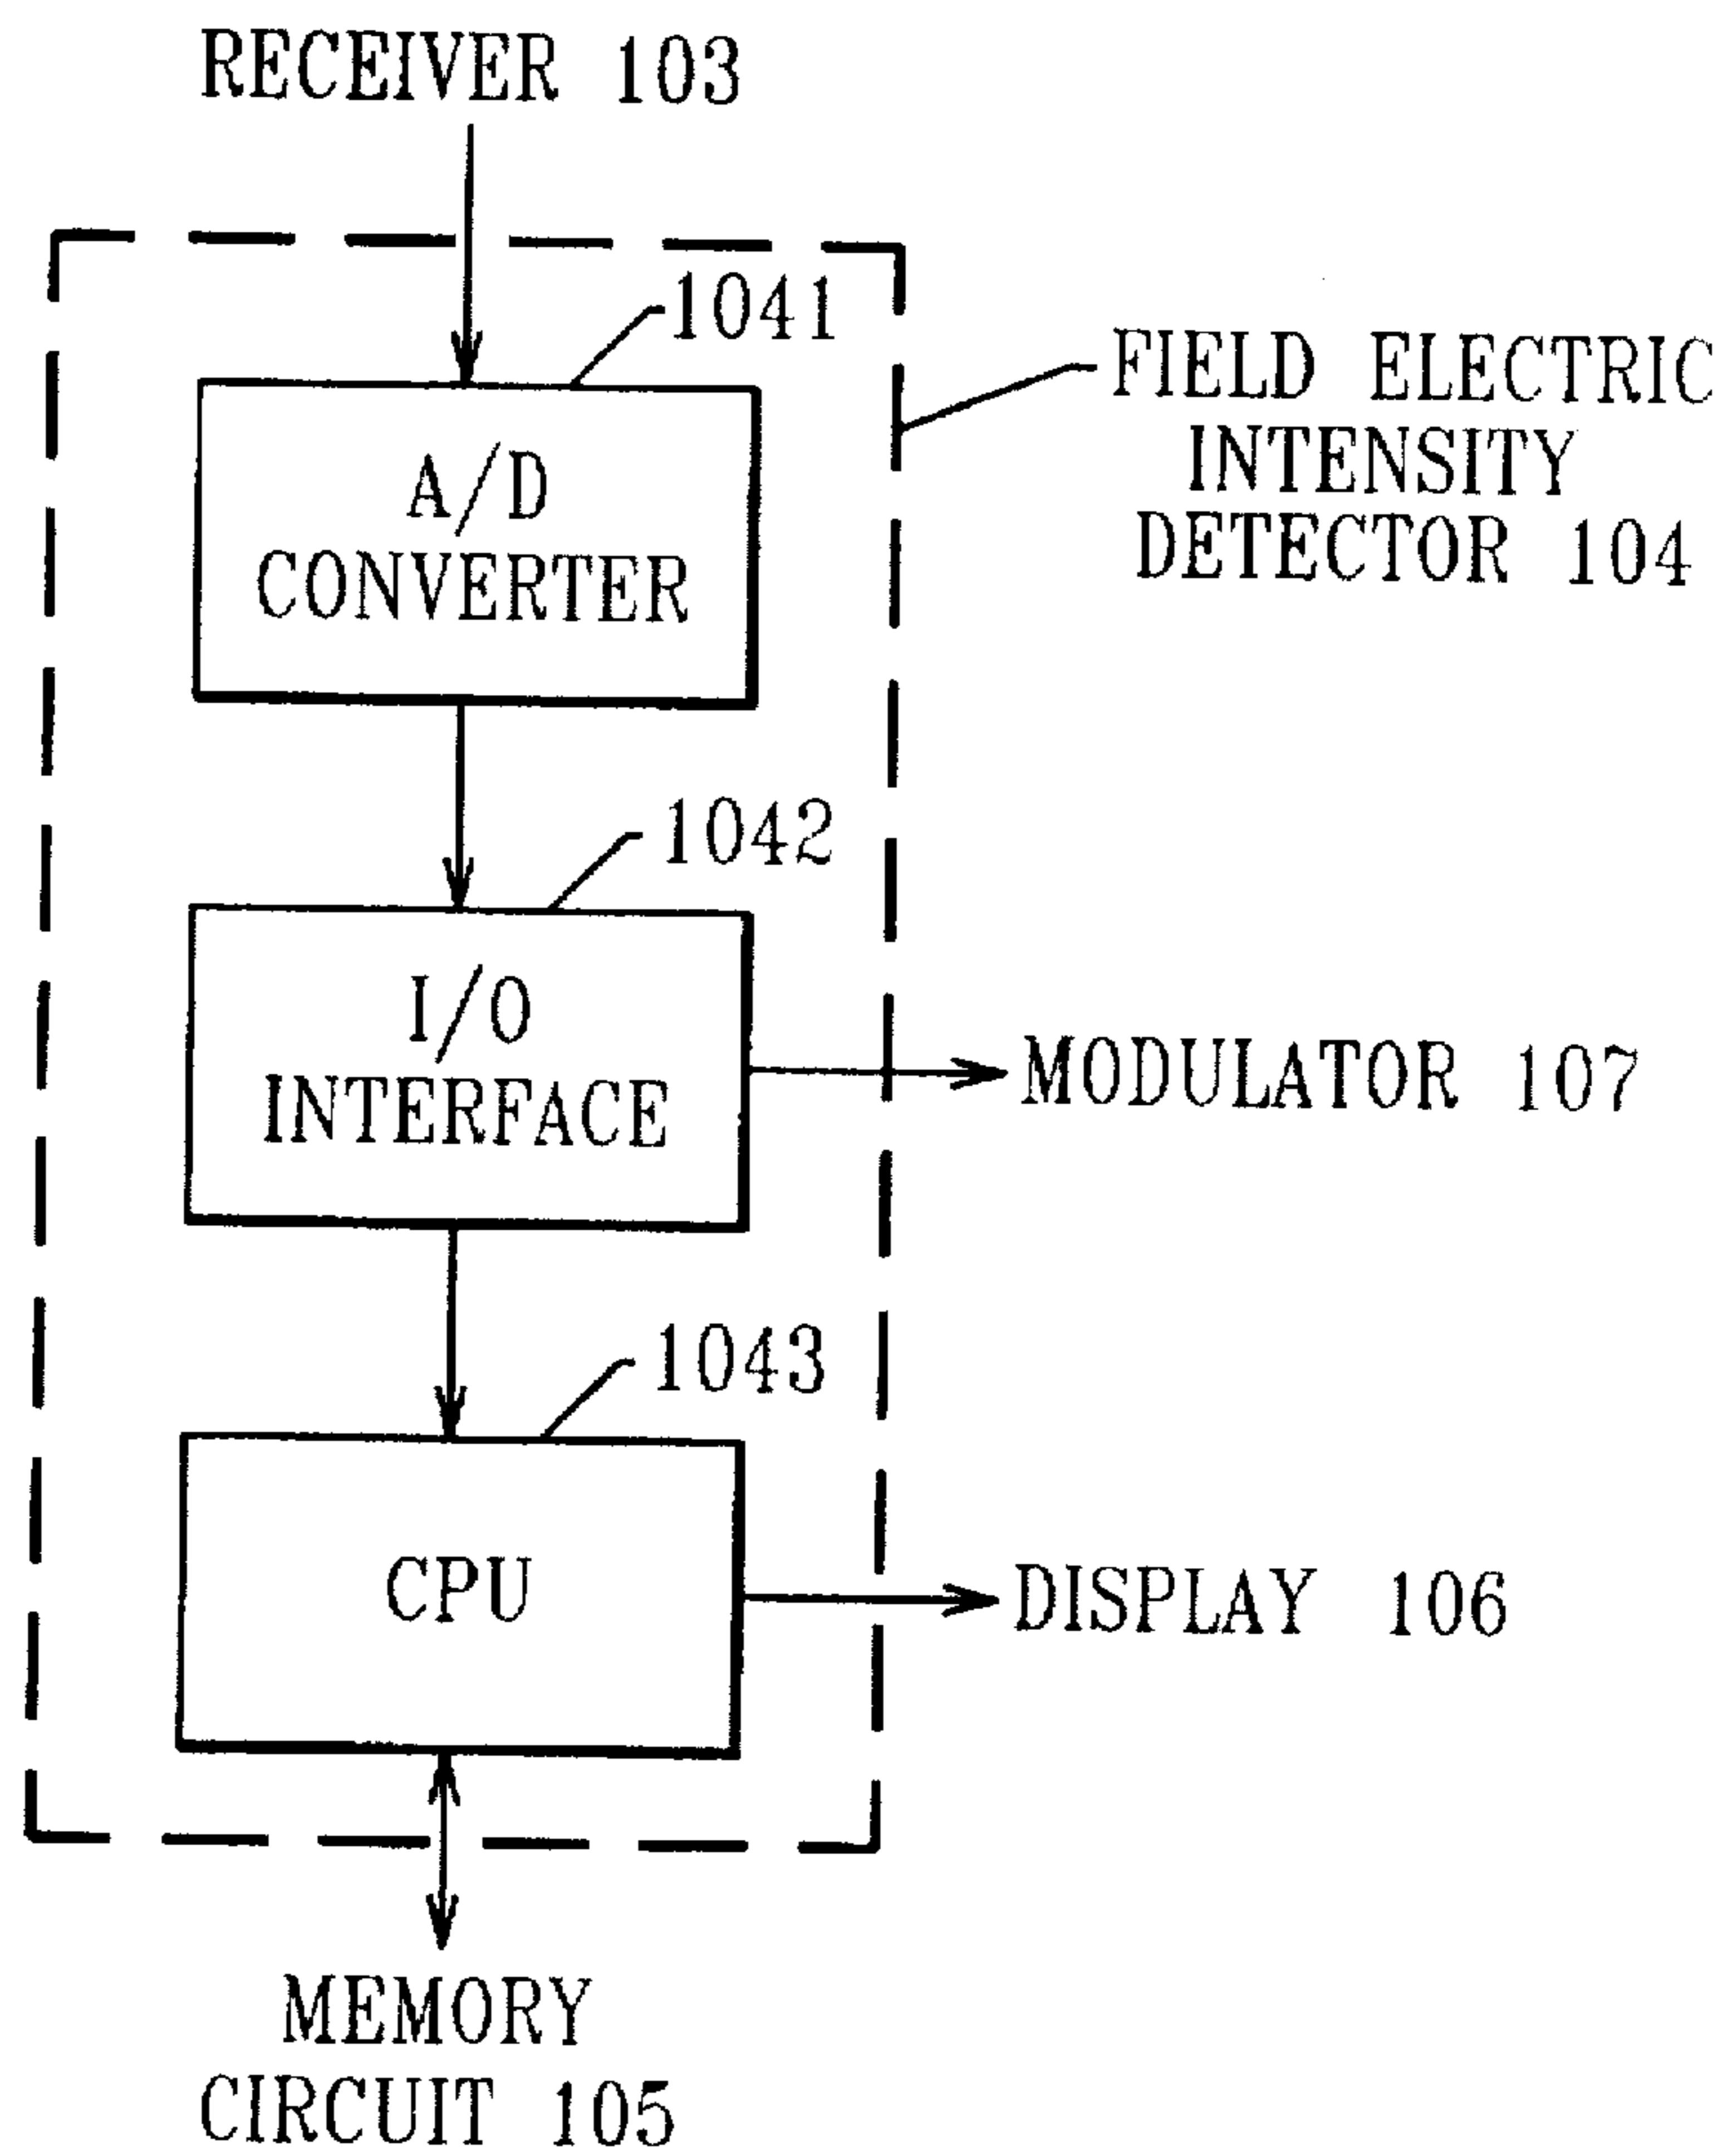 RECEIVER 103
1041
FIELD ELECTRIC
INTENSITY
DETECTOR 104
A/D
CONVERTER
1042
I/O
INTERFACE
MODULATOR 107
1043
CPU
DISPLAY 106
MEMORY
CIRCUIT 105